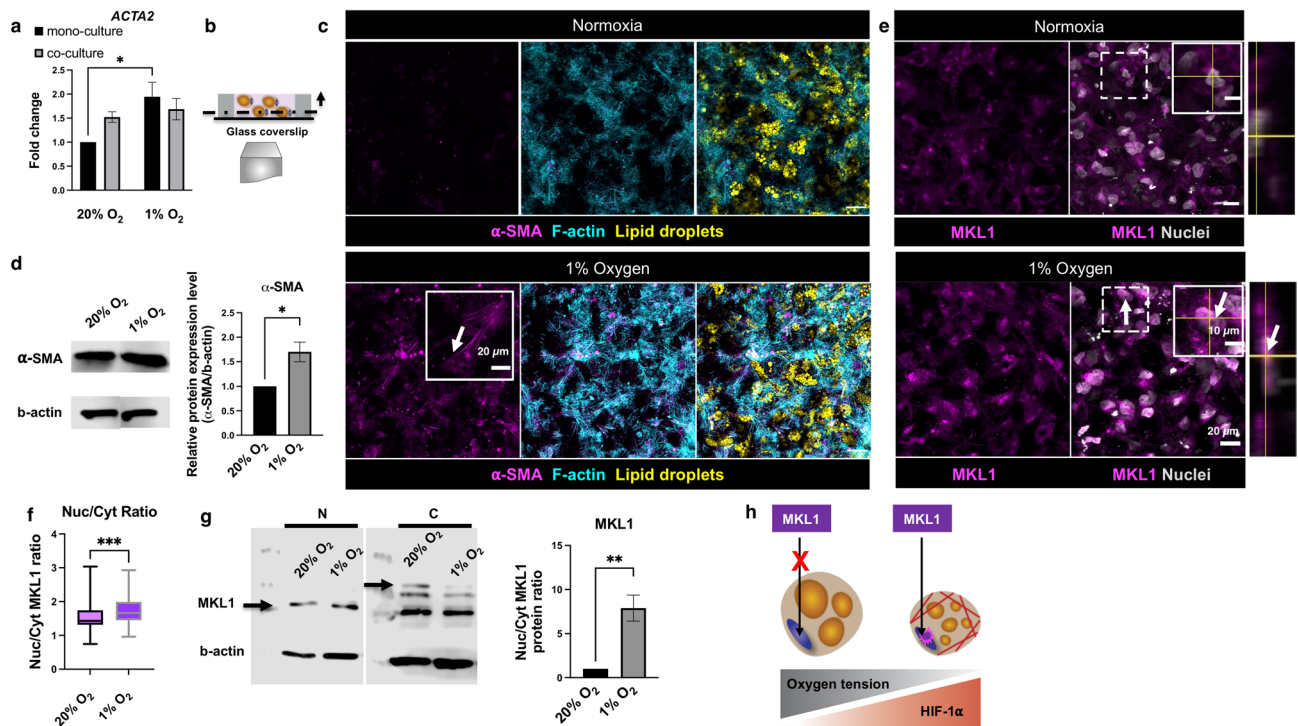 a
ACTA2
mono-culture
co-culture
*
Fold change
2.5
2.0
1.5
1.0
0.5
0.0
20% O₂
1% O₂
b
Glass coverslip
c
Normoxia
α-SMA F-actin Lipid droplets
1% Oxygen
20 µm
α-SMA F-actin Lipid droplets
d
20% O₂
1% O₂
α-SMA
b-actin
α-SMA
*
Relative protein expression level
(α-SMA/b-actin)
2.5
2.0
1.5
1.0
0.5
0.0
20% O₂
1% O₂
e
Normoxia
MKL1
MKL1 Nuclei
1% Oxygen
10 µm
20 µm
MKL1
MKL1 Nuclei
f
Nuc/Cyt Ratio
***
Nuc/Cyt MKL1 ratio
4
3
2
1
0
20% O₂
1% O₂
g
N
C
20% O₂
1% O₂
20% O₂
1% O₂
MKL1
b-actin
MKL1
**
Nuc/Cyt MKL1
protein ratio
15
10
5
0
20% O₂
1% O₂
h
MKL1
MKL1
X
Oxygen tension
HIF-1α